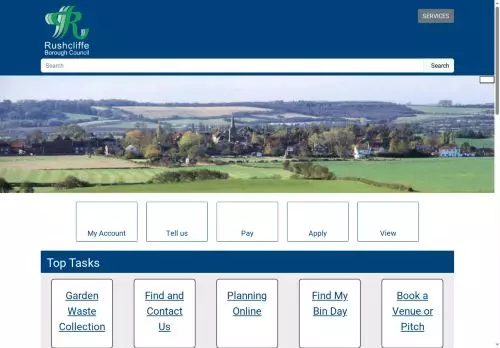 Rushcliffe
Borough Council
SERVICES
Search
Search
My Account
Tell us
Pay
Apply
View
Top Tasks
Garden
Waste
Collection
Find and
Contact
Us
Planning
Online
Find My
Bin Day
Book a
Venue or
Pitch